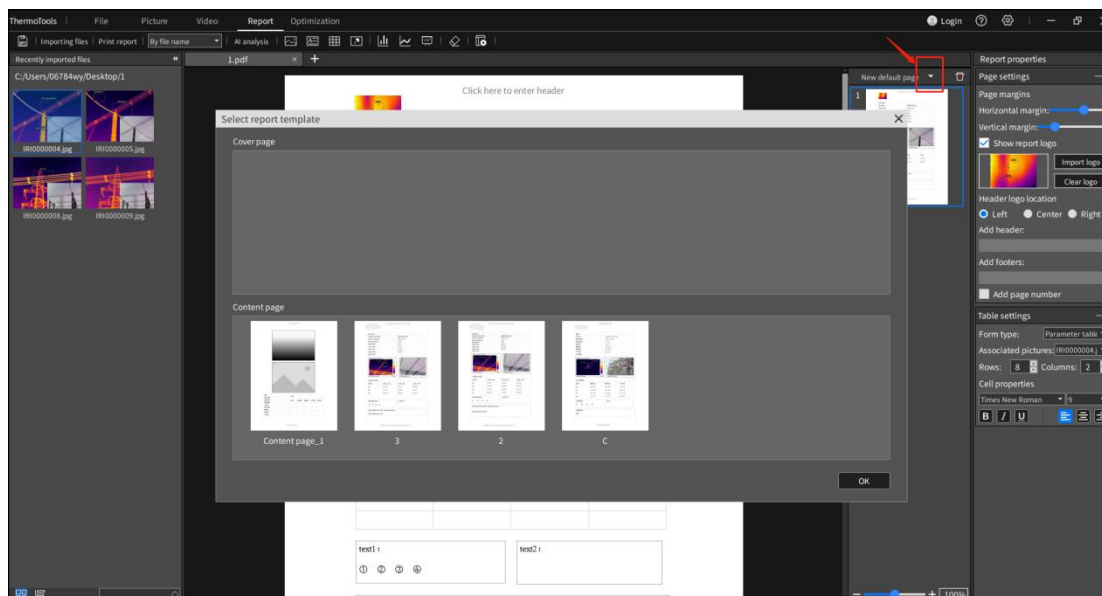 ThermoTools File Picture Video Report Optimization Login
Importing files Print report By file name AI analysis
Recently imported files
C:/Users/06784wy/Desktop/1
IRI0000004.jpg IRI0000005.jpg
IRI0000008.jpg IRI0000009.jpg
1.pdf × +
Click here to enter header
New default page
1
Select report template
Cover page
Content page
Content page_1 3 2 C
OK
text1: text2:
① ② ③ ④
100%
Report properties
Page settings
Page margins
Horizontal margin:
Vertical margin:
Show report logo
Import logo
Clear logo
Header logo location
Left Center Right
Add header:
Add footers:
Add page number
Table settings
Form type: Parameter table
Associated pictures: IRI0000004.j
Rows: 8 Columns: 2
Cell properties
Times New Roman 9
B I U